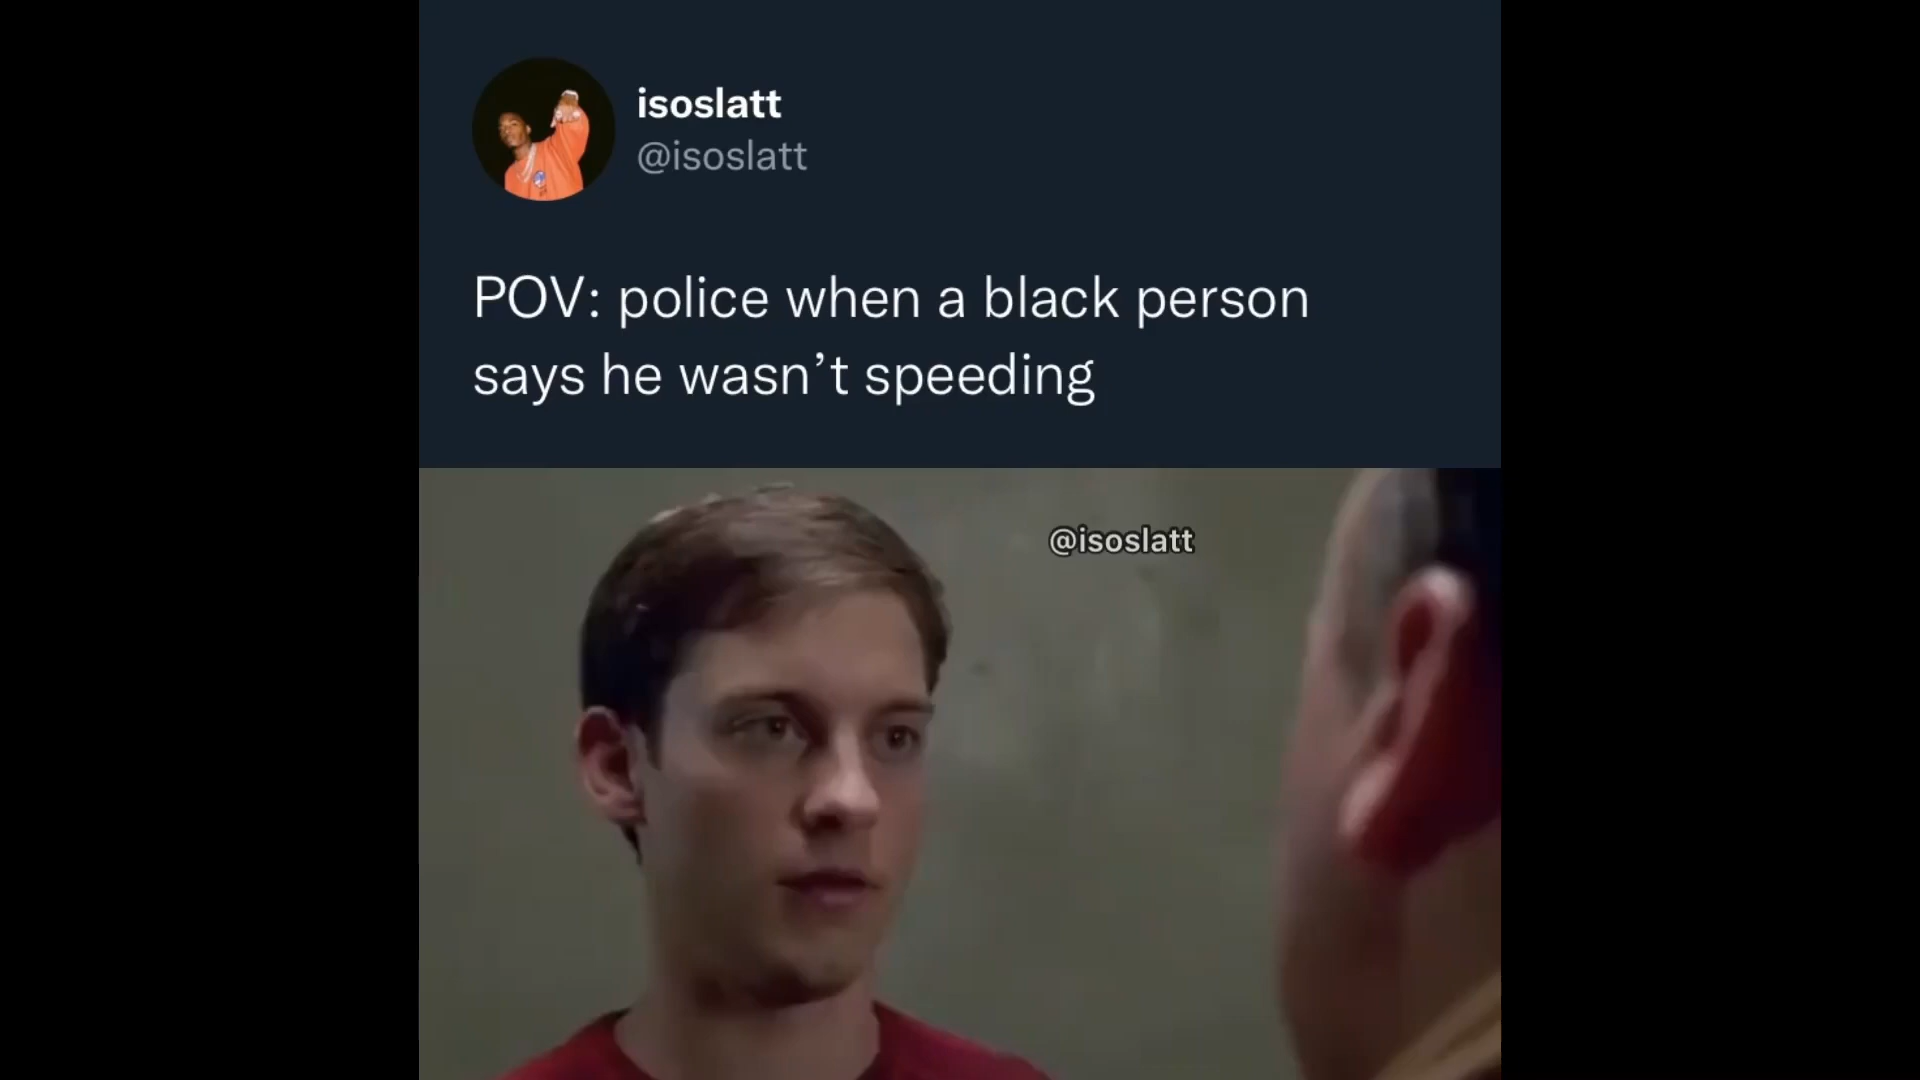 isoslatt
@isoslatt
POV: police when a black person
says he wasn’t speeding
@isoslatt